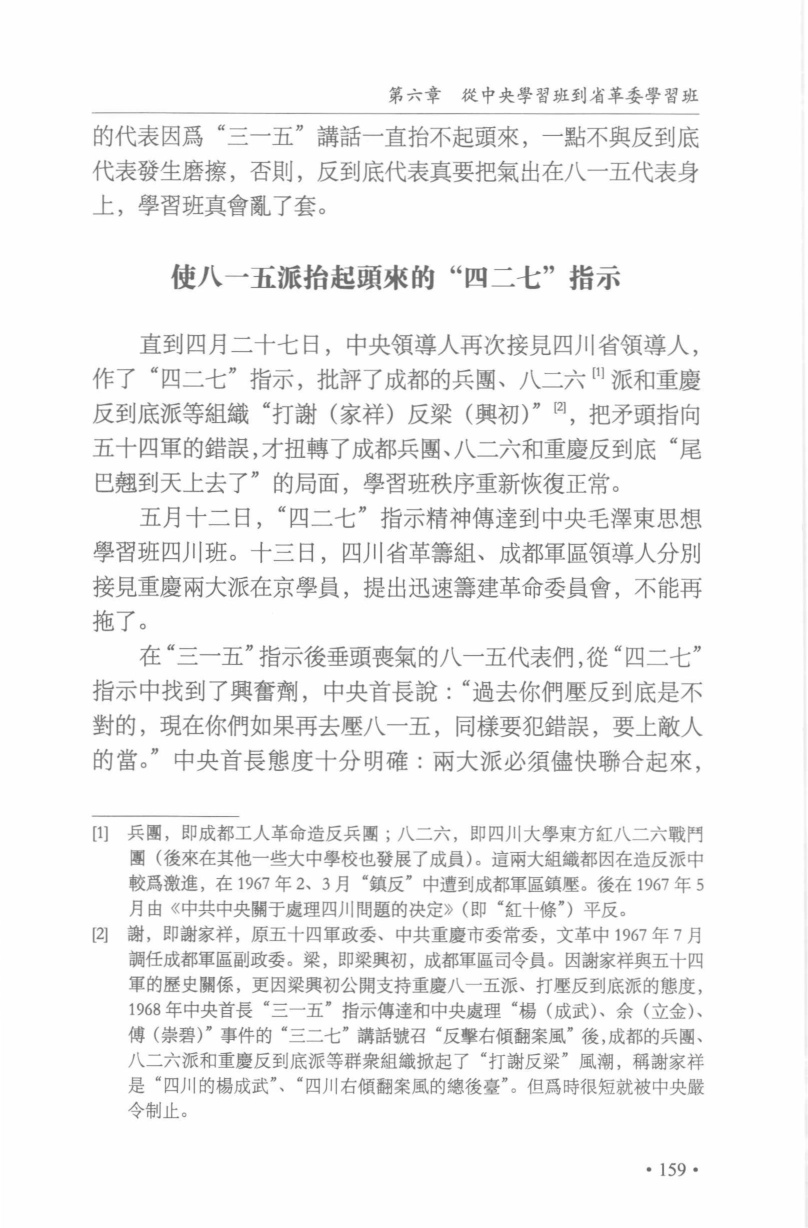 第六章　從中央學習班到省革委學習班
的代表因爲“三一五”講話一直抬不起頭來，一點不與反到底
代表發生磨擦，否則，反到底代表真要把氣出在八一五代表身
上，學習班真會亂了套。
使八一五派抬起頭來的“四二七”指示
直到四月二十七日，中央領導人再次接見四川省領導人，
作了“四二七”指示，批評了成都的兵團、八二六[1]派和重慶
反到底派等組織“打謝（家祥）反梁（興初）”[2]，把矛頭指向
五十四軍的錯誤，才扭轉了成都兵團、八二六和重慶反到底“尾
巴翹到天上去了”的局面，學習班秩序重新恢復正常。
五月十二日，“四二七”指示精神傳達到中央毛澤東思想
學習班四川班。十三日，四川省革籌組、成都軍區領導人分別
接見重慶兩大派在京學員，提出迅速籌建革命委員會，不能再
拖了。
在“三一五”指示後垂頭喪氣的八一五代表們，從“四二七”
指示中找到了興奮劑，中央首長說：“過去你們壓反到底是不
對的，現在你們如果再去壓八一五，同樣要犯錯誤，要上敵人
的當。”中央首長態度十分明確：兩大派必須儘快聯合起來，
[1]　兵團，即成都工人革命造反兵團；八二六，即四川大學東方紅八二六戰鬥
團（後來在其他一些大中學校也發展了成員）。這兩大組織都因在造反派中
較爲激進，在1967年2、3月“鎮反”中遭到成都軍區鎮壓。後在1967年5
月由《中共中央關于處理四川問題的決定》（即“紅十條”）平反。
[2]　謝，即謝家祥，原五十四軍政委、中共重慶市委常委，文革中1967年7月
調任成都軍區副政委。梁，即梁興初，成都軍區司令員。因謝家祥與五十四
軍的歷史關係，更因梁興初公開支持重慶八一五派、打壓反到底派的態度，
1968年中央首長“三一五”指示傳達和中央處理“楊（成武）、余（立金）、
傅（崇碧）”事件的“三二七”講話號召“反擊右傾翻案風”後，成都的兵團、
八二六派和重慶反到底派等群衆組織掀起了“打謝反梁”風潮，稱謝家祥
是“四川的楊成武”、“四川右傾翻案風的總後臺”。但爲時很短就被中央嚴
令制止。
·159·